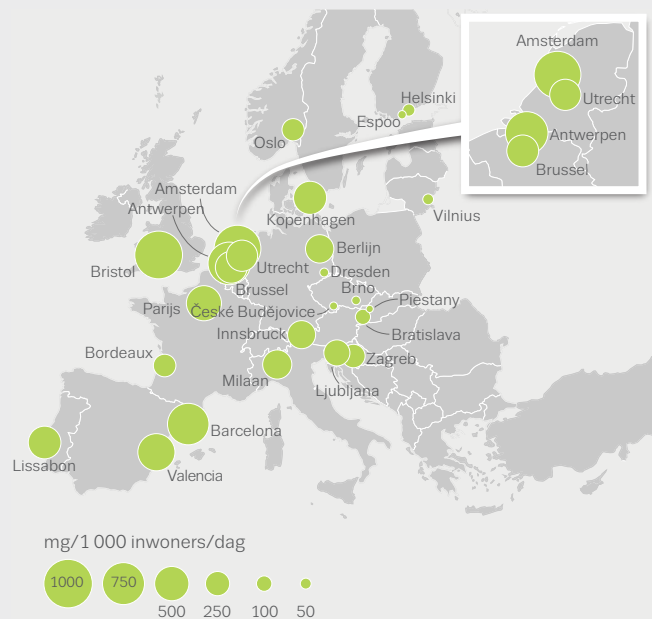 Amsterdam
Utrecht
Antwerpen
Brussel
Helsinki
Espoo
Oslo
Amsterdam
Antwerpen
Kopenhagen
Vilnius
Bristol
Utrecht
Berlijn
Brussel
Dresden
Brno
Piestany
Parijs
České Budějovice
Innsbruck
Bratislava
Bordeaux
Zagreb
Milaan
Ljubljana
Barcelona
Lissabon
Valencia
mg/1 000 inwoners/dag
1000 750
500 250 100 50